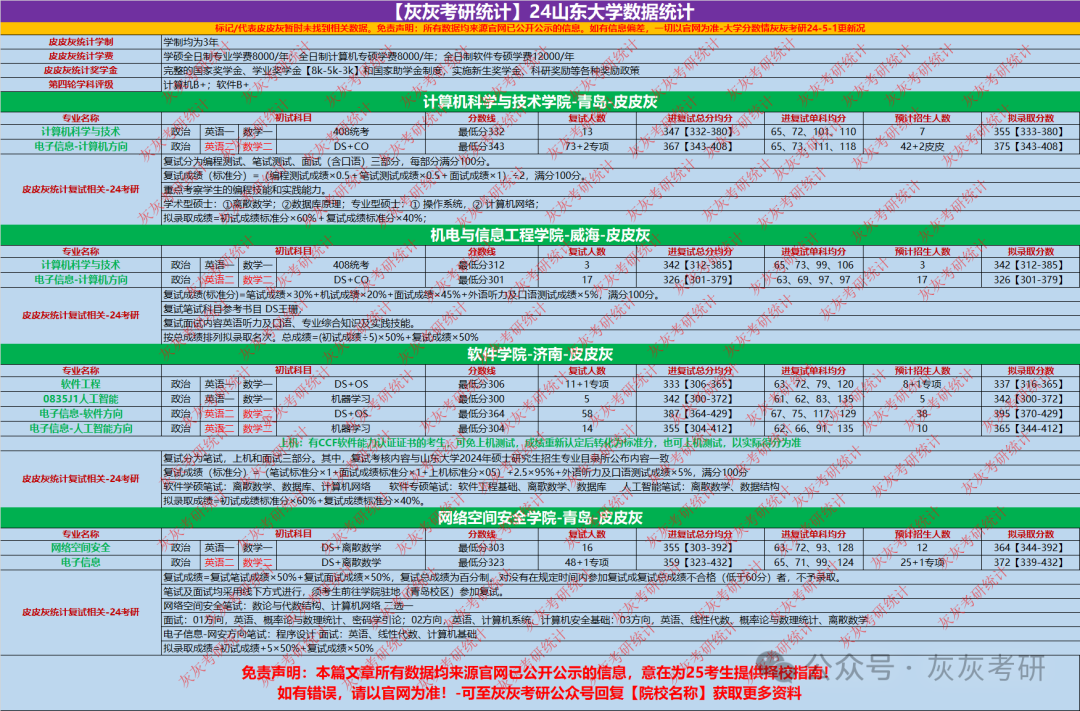 【灰灰考研统计】24山东大学数据统计
标记/代表皮皮灰暂时未找到相关数据。免责声明：所有数据均来源官网已公开公示的信息。如有信息偏差，一切以官网为准-大学分数情灰灰考研24-5-1更新况
皮皮灰统计学制 学制均为3年
皮皮灰统计学费 学硕全日制专业学费8000/年；全日制计算机专硕学费8000/年；全日制软件专硕学费12000/年
皮皮灰统计奖学金 完整的国家奖学金、学业奖学金【8k-5k-3k】和国家助学金制度，实施新生奖学金、科研奖励等各种奖励政策
第四轮学科评级 计算机B+；软件B+
计算机科学与技术学院-青岛-皮皮灰
专业名称 初试科目 分数线 复试人数 进复试总分均分 进复试单科均分 预计招生人数 拟录取分数
计算机科学与技术 政治 英语一 数学一 408统考 最低分332 13 347【332-380】 65、72、101、110 7 355【333-380】
电子信息-计算机方向 政治 英语二 数学二 DS+CO 最低分343 73+2专项 367【343-408】 65、73、111、118 42+2皮皮 375【343-408】
皮皮灰统计复试相关-24考研
复试分为编程测试、笔试测试、面试（含口语）三部分，每部分满分100分。
复试成绩（标准分）=（编程测试成绩×0.5＋笔试测试成绩×0.5＋面试成绩×1）÷2，满分100分。
重点考察学生的编程技能和实践能力。
学术型硕士：①离散数学；②数据库原理；专业型硕士：① 操作系统，② 计算机网络；
拟录取成绩=初试成绩标准分×60%＋复试成绩标准分×40%；
机电与信息工程学院-威海-皮皮灰
专业名称 初试科目 分数线 复试人数 进复试总分均分 进复试单科均分 预计招生人数 拟录取分数
计算机科学与技术 政治 英语一 数学一 408统考 最低分312 3 342【312-385】 65、73、99、106 3 342【312-385】
电子信息-计算机方向 政治 英语二 数学二 DS+CO 最低分301 17 326【301-379】 63、69、97、97 17 326【301-379】
皮皮灰统计复试相关-24考研
复试成绩(标准分)=笔试成绩×30%+机试成绩×20%+面试成绩×45%+外语听力及口语测试成绩×5%，满分100分。
复试笔试科目参考书目 DS王珊,
复试面试内容英语听力及口语、专业综合知识及实践技能。
按总成绩排列拟录取名次。总成绩=(初试成绩÷5)×50%+复试成绩×50%
软件学院-济南-皮皮灰
专业名称 初试科目 分数线 复试人数 进复试总分均分 进复试单科均分 预计招生人数 拟录取分数
软件工程 政治 英语一 数学一 DS+OS 最低分306 11+1专项 333【306-365】 63、72、79、120 8+1专项 337【316-365】
0835J1人工智能 政治 英语一 数学一 机器学习 最低分300 5 342【300-372】 61、62、83、135 5 342【300-372】
电子信息-软件方向 政治 英语二 数学二 DS+OS 最低分364 58 387【364-429】 67、75、117、129 38 395【370-429】
电子信息-人工智能方向 政治 英语二 数学二 机器学习 最低分304 14 355【304-412】 62、66、91、135 10 365【344-412】
上机：有CCF软件能力认证证书的考生，可免上机测试，成绩重新认定后转化为标准分，也可上机测试，以实际得分为准
皮皮灰统计复试相关-24考研
复试分为笔试，上机和面试三部分。其中，复试考核内容与山东大学2024年硕士研究生招生专业目录所公布内容一致
复试成绩（标准分）=（笔试标准分×1+面试成绩标准分×1+上机标准分×05）÷2.5×95%+外语听力及口语测试成绩×5%，满分100分
软件学硕笔试：离散数学、数据库、计算机网络 软件专硕笔试：软件工程基础、离散数学、数据库 人工智能笔试：离散数学、数据结构
拟录取成绩=初试成绩标准分×60%+复试成绩标准分×40%。
网络空间安全学院-青岛-皮皮灰
专业名称 初试科目 分数线 复试人数 进复试总分均分 进复试单科均分 预计招生人数 拟录取分数
网络空间安全 政治 英语一 数学一 DS+离散数学 最低分303 16 355【303-392】 63、72、93、128 12 364【344-392】
电子信息 政治 英语二 数学二 DS+离散数学 最低分323 48+1专项 359【323-432】 65、71、99、124 25+1专项 372【339-432】
皮皮灰统计复试相关-24考研
复试成绩=复试笔试成绩×50%+复试面试成绩×50%，复试总成绩为百分制。对没有在规定时间内参加复试或复试总成绩不合格（低于60分）者，不予录取。
笔试及面试均采用线下方式进行，须考生前往学院驻地（青岛校区）参加复试。
网络空间安全笔试：数论与代数结构、计算机网络 二选一
面试：01方向，英语、概率论与数理统计、密码学引论；02方向，英语、计算机系统、计算机安全基础；03方向，英语、线性代数、概率论与数理统计、离散数学
电子信息-网安方向笔试：程序设计 面试：英语、线性代数、计算机基础
拟录取成绩=初试成绩÷5×50%+复试成绩×50%
免责声明：本篇文章所有数据均来源官网已公开公示的信息，意在为25考生提供择校指南！
如有错误，请以官网为准！-可至灰灰考研公众号回复【院校名称】获取更多资料
公众号·灰灰考研